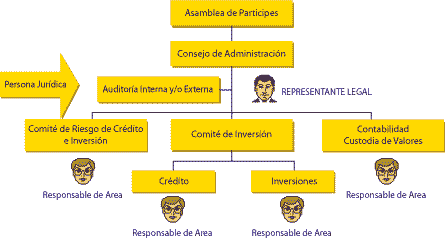 Asamblea de Partícipes
Consejo de Administración
Persona Jurídica
Auditoría Interna y/o Externa
REPRESENTANTE LEGAL
Comité de Riesgo de Crédito
e Inversión
Comité de Inversión
Contabilidad
Custodia de Valores
Responsable de Area
Crédito
Inversiones
Responsable de Area
Responsable de Area
Responsable de Area